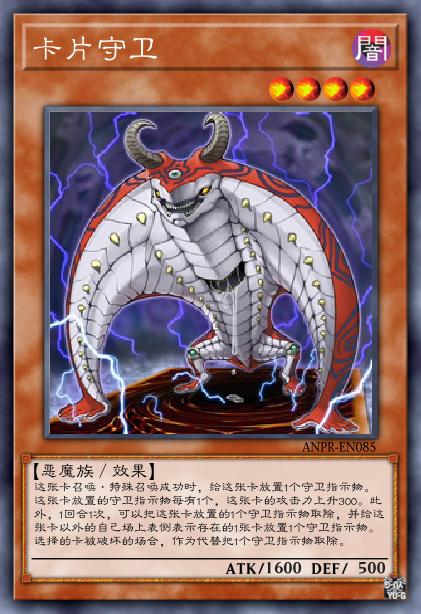 卡片守卫
闇
ANPR-EN085
【恶魔族／效果】
这张卡召唤·特殊召唤成功时，给这张卡放置1个守卫指示物。
这张卡放置的守卫指示物每有1个，这张卡的攻击力上升300。此
外，1回合1次，可以把这张卡放置的1个守卫指示物取除，并给这
张卡以外的自己场上表侧表示存在的1张卡放置1个守卫指示物。
选择的卡被破坏的场合，作为代替把1个守卫指示物取除。
ATK/1600 DEF/ 500